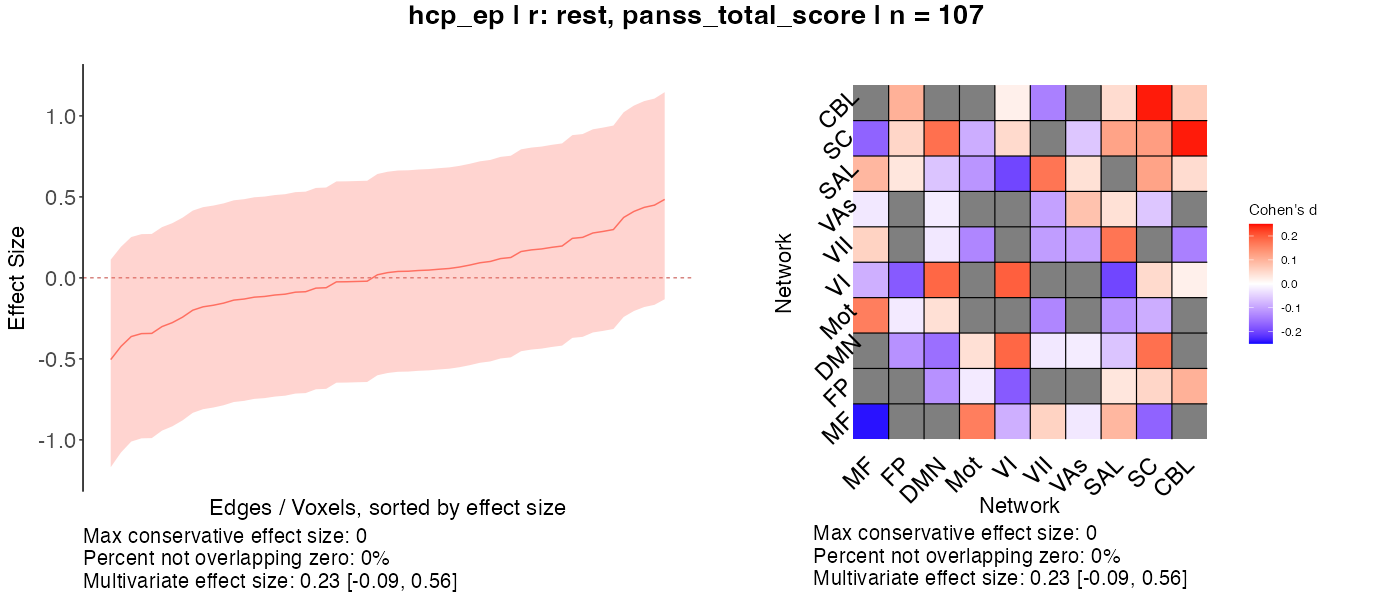 hcp_ep | r: rest, panss_total_score | n = 107
Effect Size
1.0
0.5
0.0
-0.5
-1.0
Edges / Voxels, sorted by effect size
Max conservative effect size: 0
Percent not overlapping zero: 0%
Multivariate effect size: 0.23 [-0.09, 0.56]
Network
CBL
SC
SAL
VAs
VII
VI
Mot
DMN
FP
MF
MF
FP
DMN
Mot
VI
VII
VAs
SAL
SC
CBL
Network
Max conservative effect size: 0
Percent not overlapping zero: 0%
Multivariate effect size: 0.23 [-0.09, 0.56]
Cohen's d
0.2
0.1
0.0
-0.1
-0.2